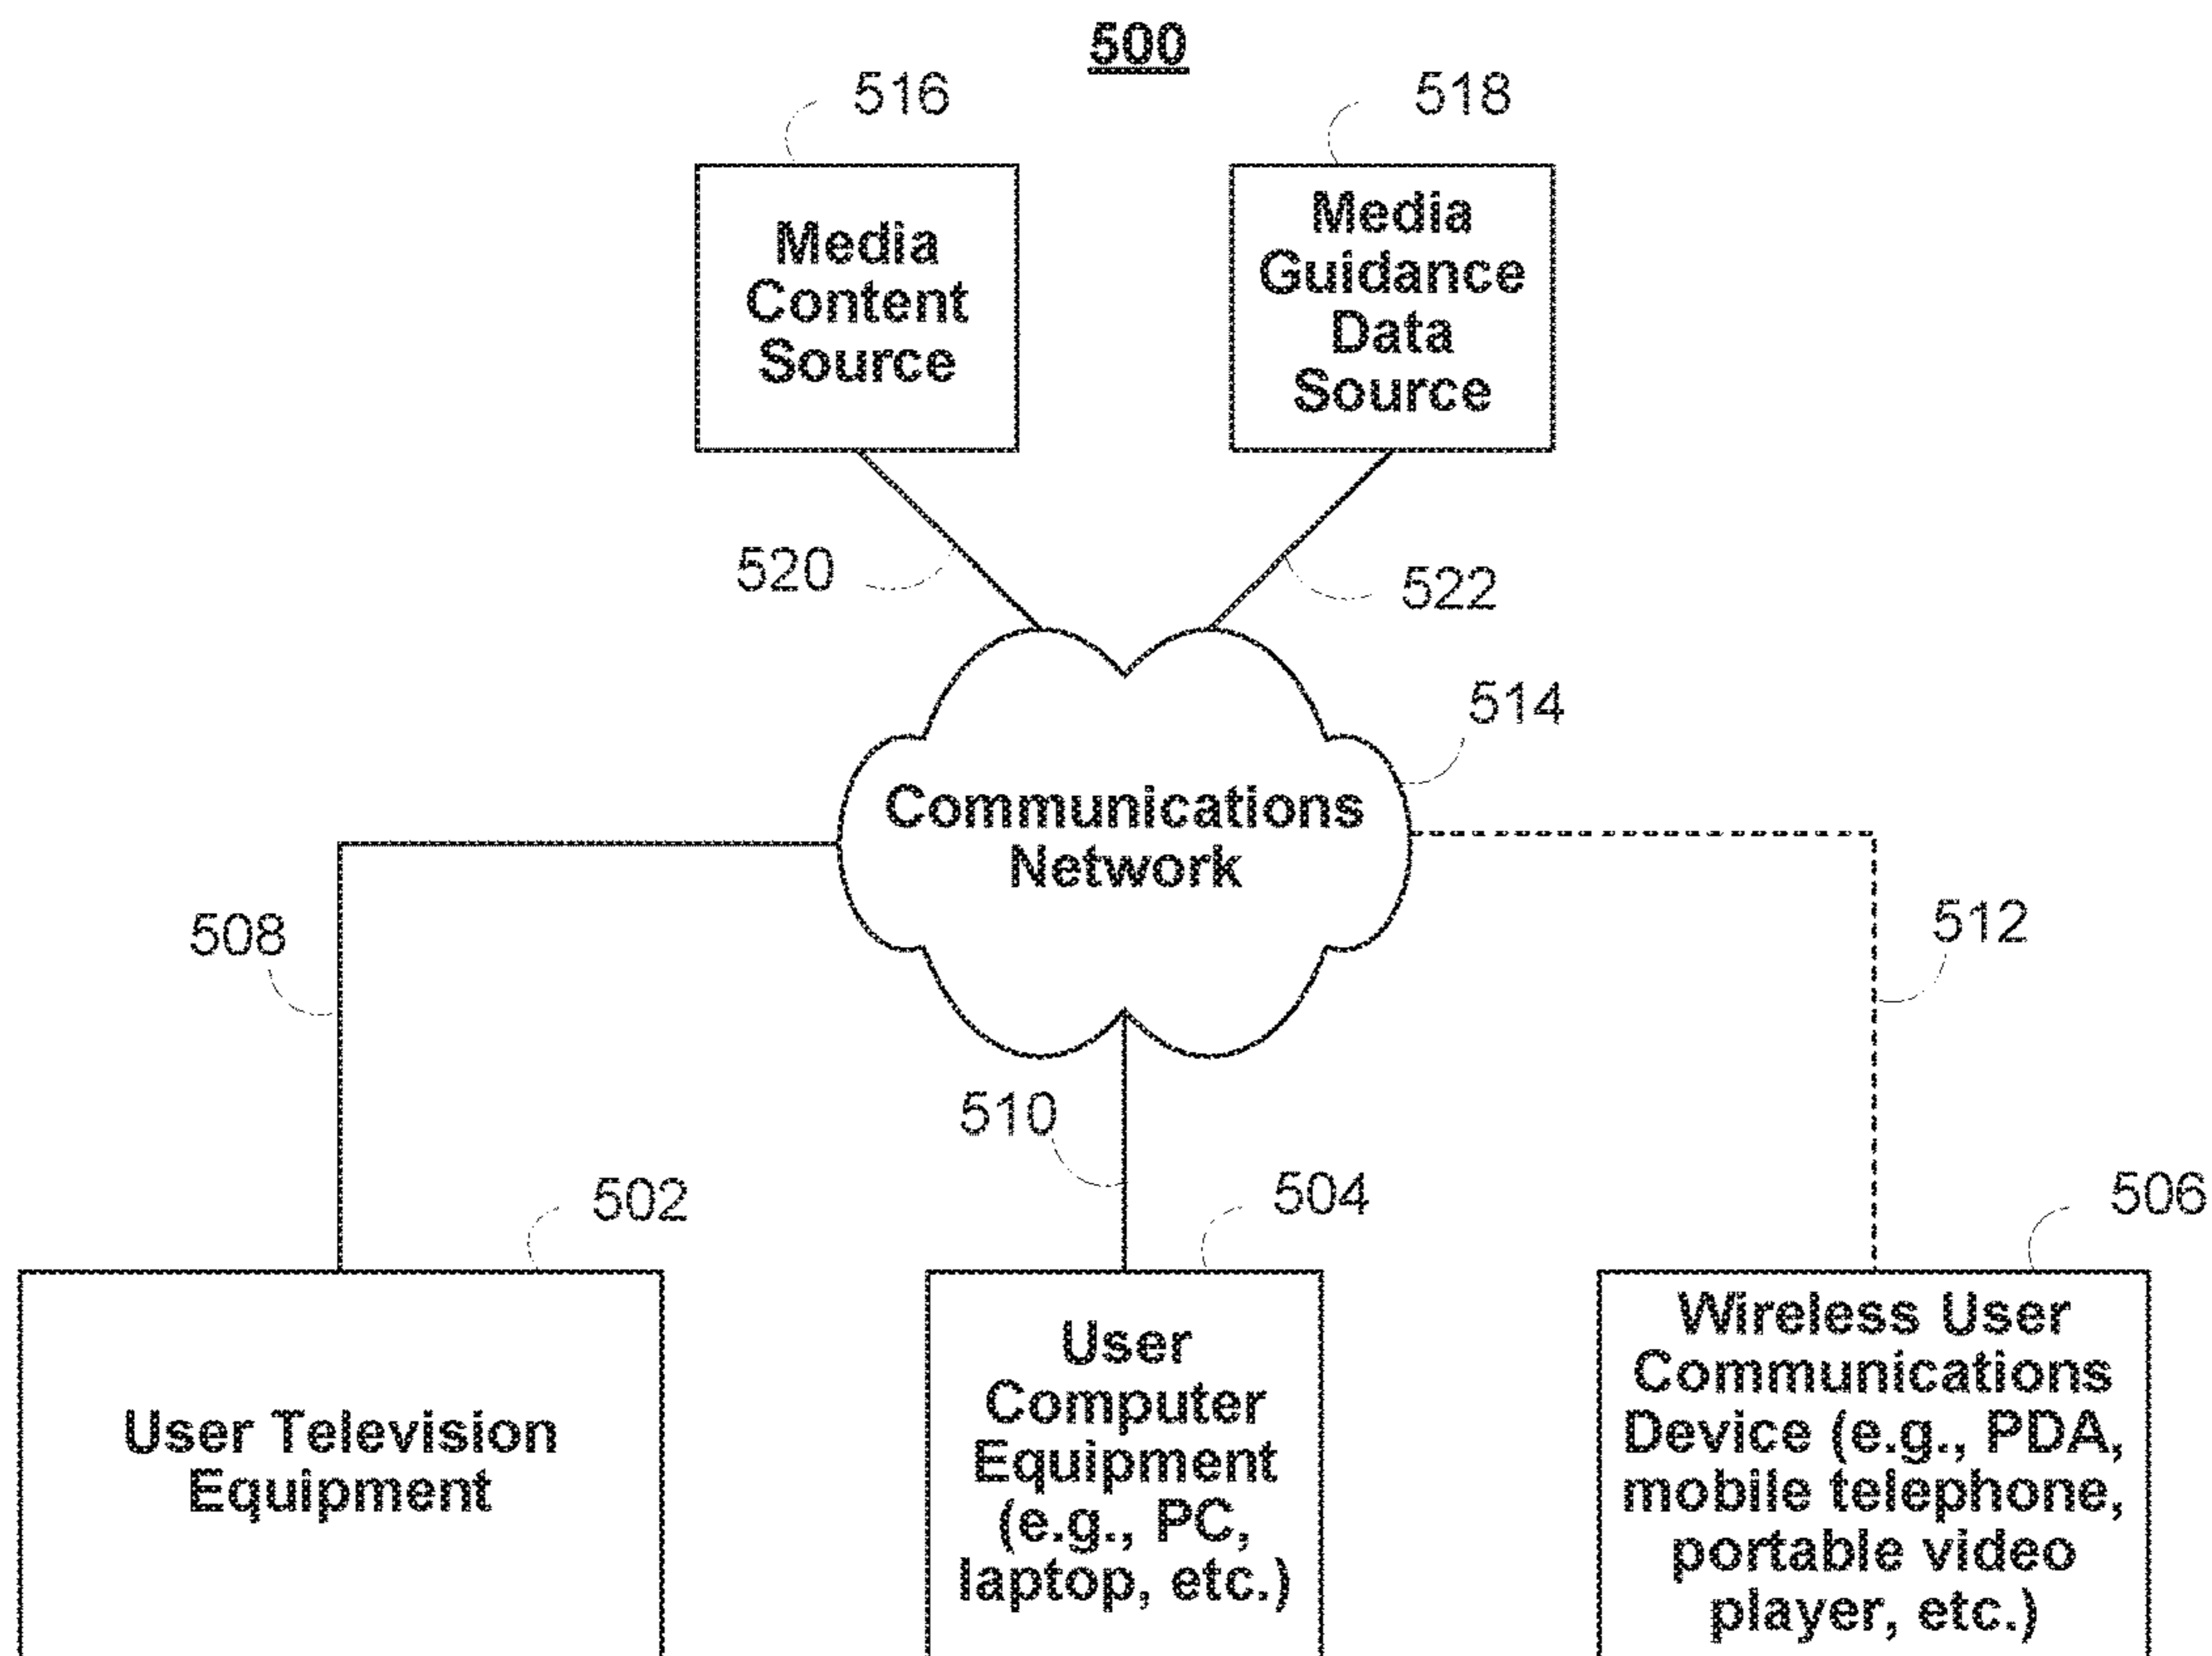 500
516
518
Media
Content
Source
Media
Guidance
Data
Source
520
522
514
Communications
Network
508
512
510
502
504
506
User Television
Equipment
User
Computer
Equipment
(e.g., PC,
laptop, etc.)
Wireless User
Communications
Device (e.g., PDA,
mobile telephone,
portable video
player, etc.)